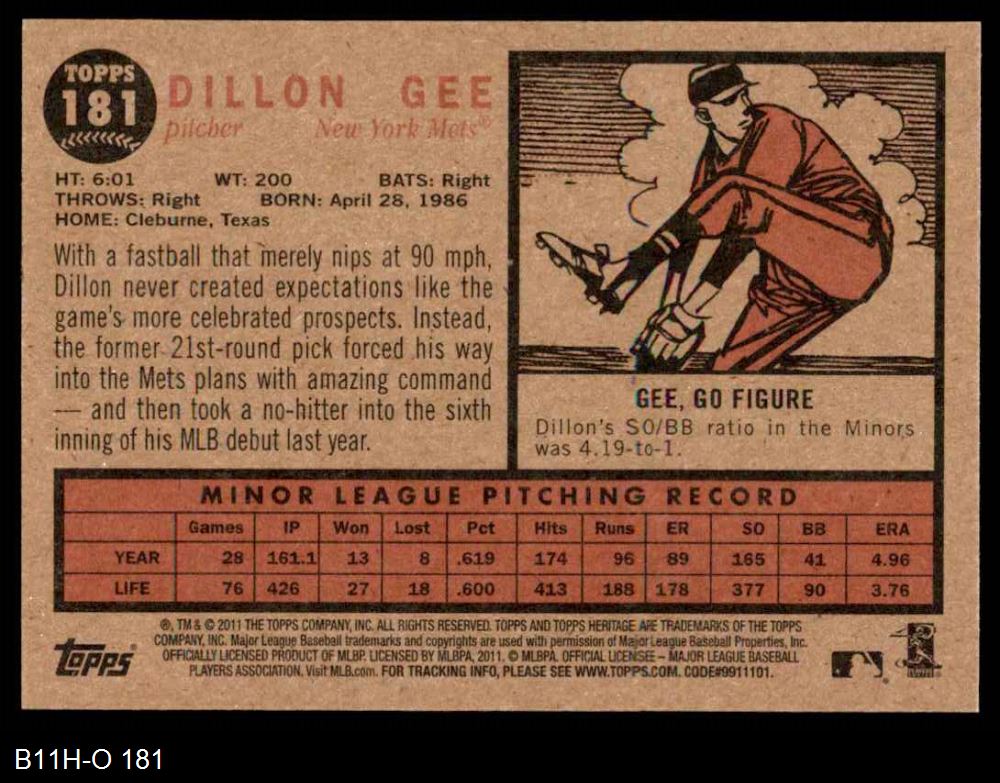 TOPPS
181
DILLON GEE
pitcher New York Mets®
HT: 6:01 WT: 200 BATS: Right
THROWS: Right BORN: April 28, 1986
HOME: Cleburne, Texas
With a fastball that merely nips at 90 mph,
Dillon never created expectations like the
game's more celebrated prospects. Instead,
the former 21st-round pick forced his way
into the Mets plans with amazing command
— and then took a no-hitter into the sixth
inning of his MLB debut last year.
GEE, GO FIGURE
Dillon's SO/BB ratio in the Minors
was 4.19-to-1.
MINOR LEAGUE PITCHING RECORD
Games IP Won Lost Pct Hits Runs ER SO BB ERA
YEAR 28 161.1 13 8 .619 174 96 89 165 41 4.96
LIFE 76 426 27 18 .600 413 188 178 377 90 3.76
®, TM & © 2011 THE TOPPS COMPANY, INC. ALL RIGHTS RESERVED. TOPPS AND TOPPS HERITAGE ARE TRADEMARKS OF THE TOPPS
COMPANY, INC. Major League Baseball trademarks and copyrights are used with permission of Major League Baseball Properties, Inc.
OFFICIALLY LICENSED PRODUCT OF MLBP. LICENSED BY MLBPA, 2011. © MLBPA. OFFICIAL LICENSEE – MAJOR LEAGUE BASEBALL
PLAYERS ASSOCIATION. Visit MLB.com. FOR TRACKING INFO, PLEASE SEE WWW.TOPPS.COM. CODE#9911101.
topps
B11H-O 181